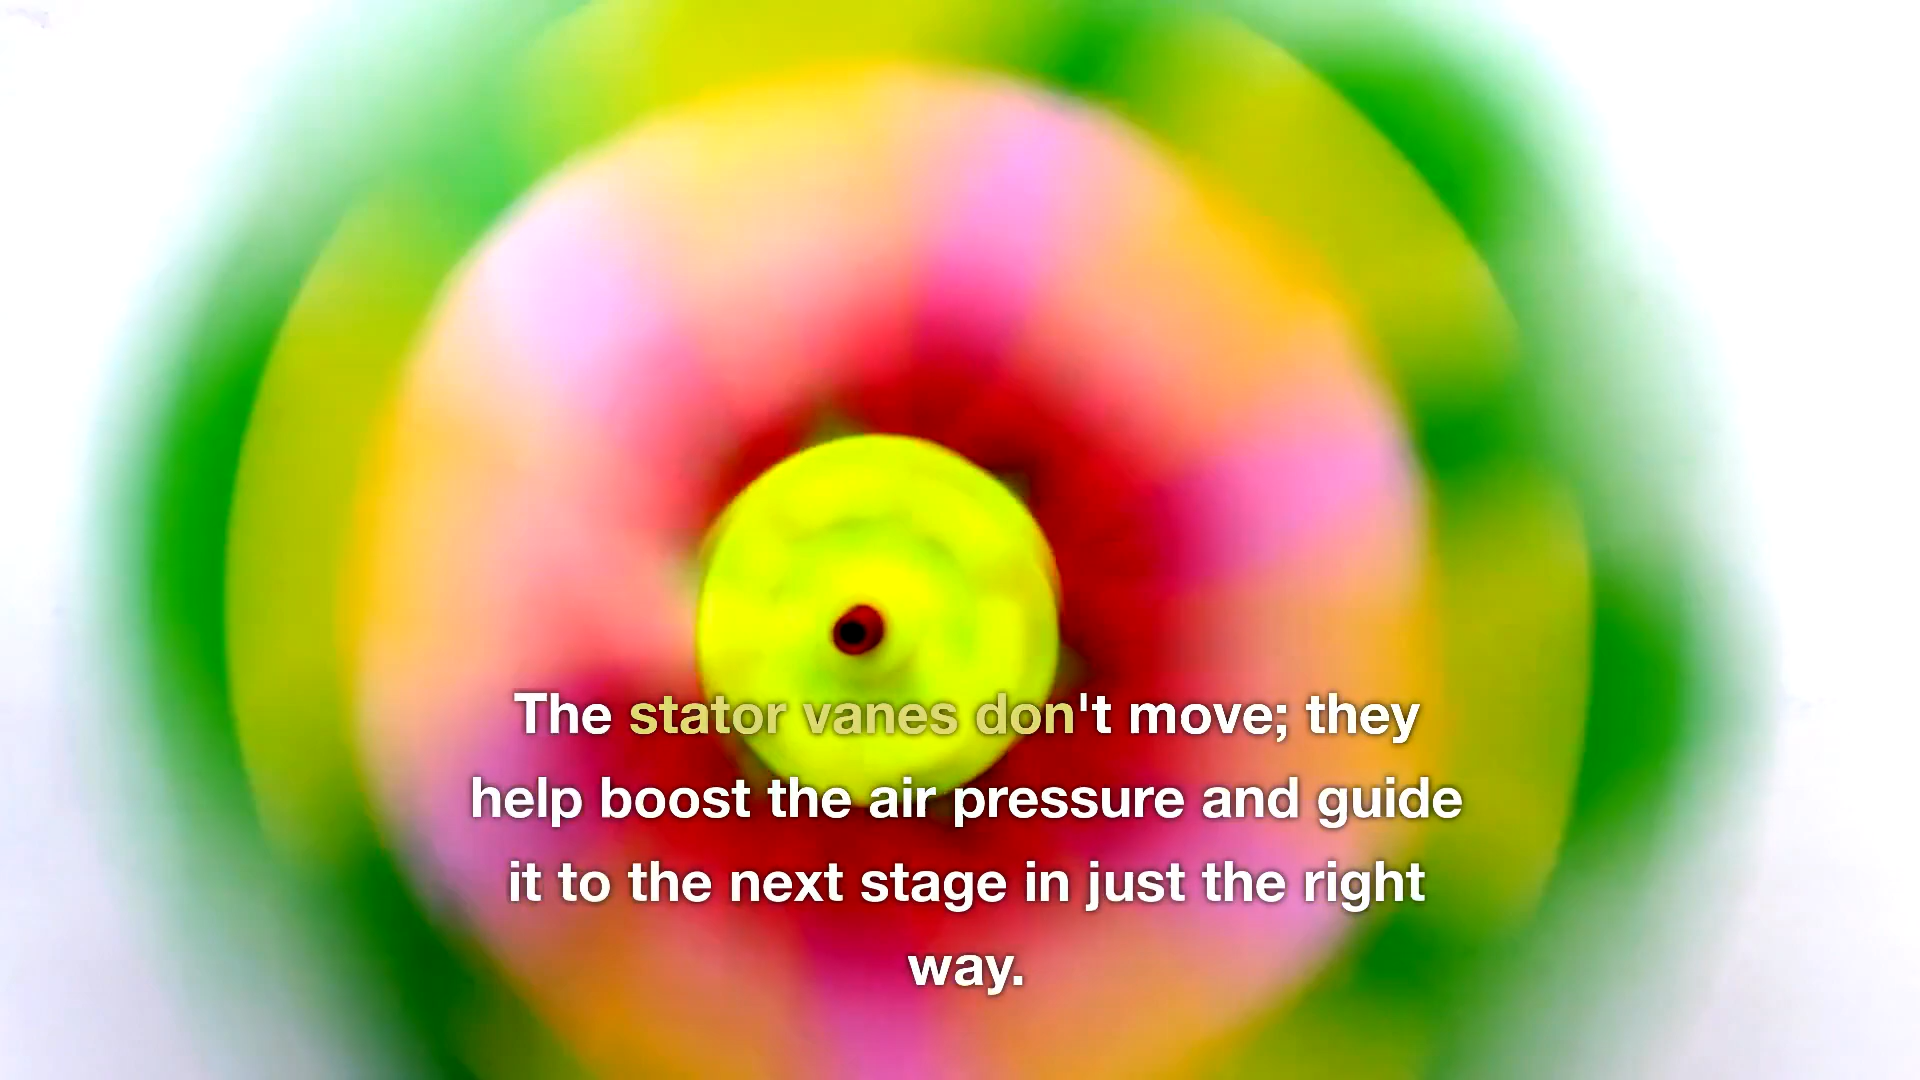 The stator vanes don't move; they
help boost the air pressure and guide
it to the next stage in just the right
way.